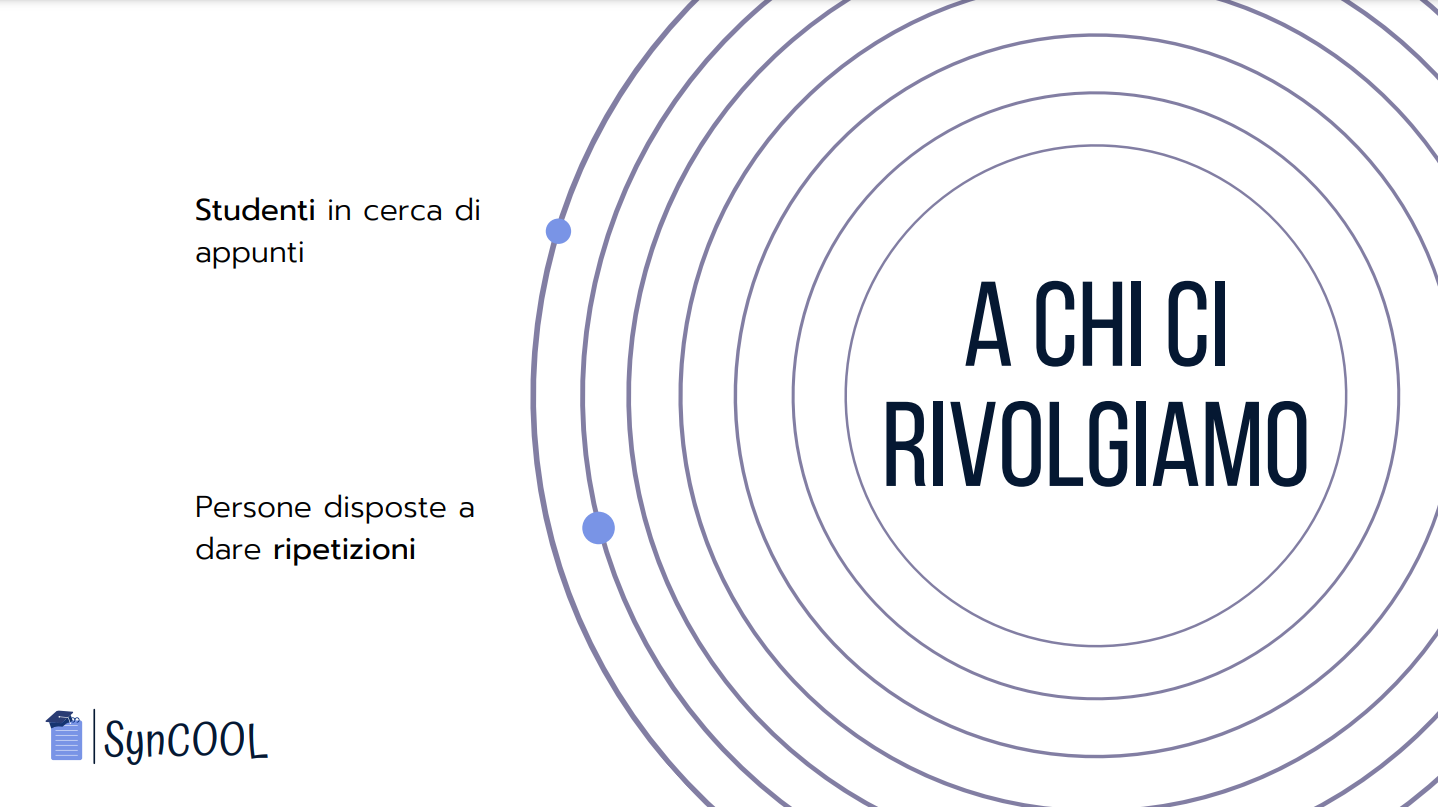 Studenti in cerca di
appunti
Persone disposte a
dare ripetizioni
A CHI CI
RIVOLGIAMO
SynCOOL